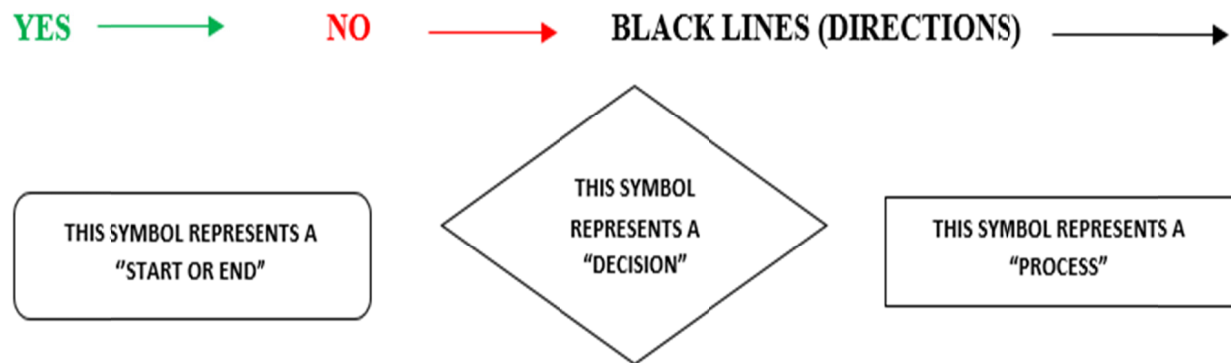 YES NO BLACK LINES (DIRECTIONS)
THIS SYMBOL REPRESENTS A
"START OR END"
THIS SYMBOL
REPRESENTS A
"DECISION"
THIS SYMBOL REPRESENTS A
"PROCESS"